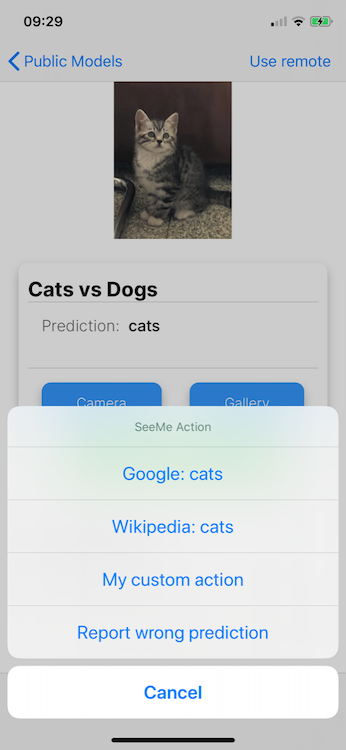 09:29
Public Models
Use remote
Cats vs Dogs
Prediction: cats
Camera
Gallery
SeeMe Action
Google: cats
Wikipedia: cats
My custom action
Report wrong prediction
Cancel